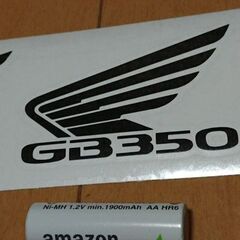 GB350
Ni-MH 1.2V min.1900mAh AA HR6
amazon